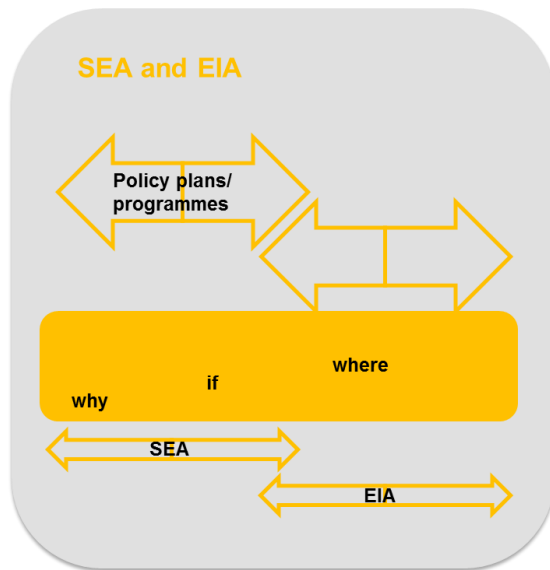 SEA and EIA
Policy plans/
programmes
where
if
why
SEA
EIA